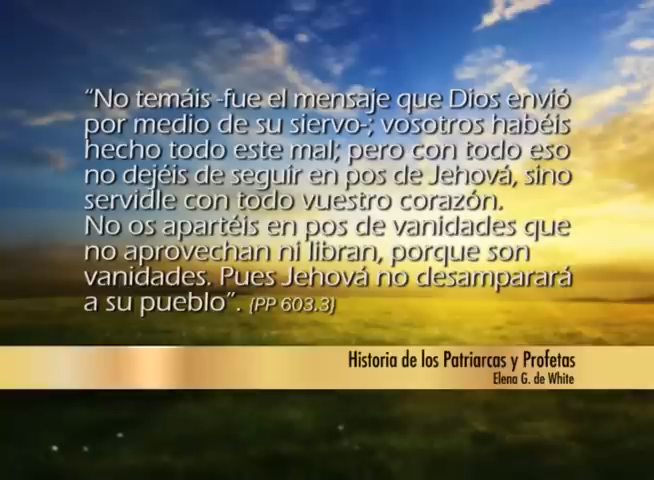 “No temáis -fue el mensaje que Dios envió
por medio de su siervo-; vosotros habéis
hecho todo este mal; pero con todo eso
no dejéis de seguir en pos de Jehová, sino
servidle con todo vuestro corazón.
No os apartéis en pos de vanidades que
no aprovechan ni libran, porque son
vanidades. Pues Jehová no desamparará
a su pueblo”. (PP 603.3)
Historia de los Patriarcas y Profetas
Elena G. de White